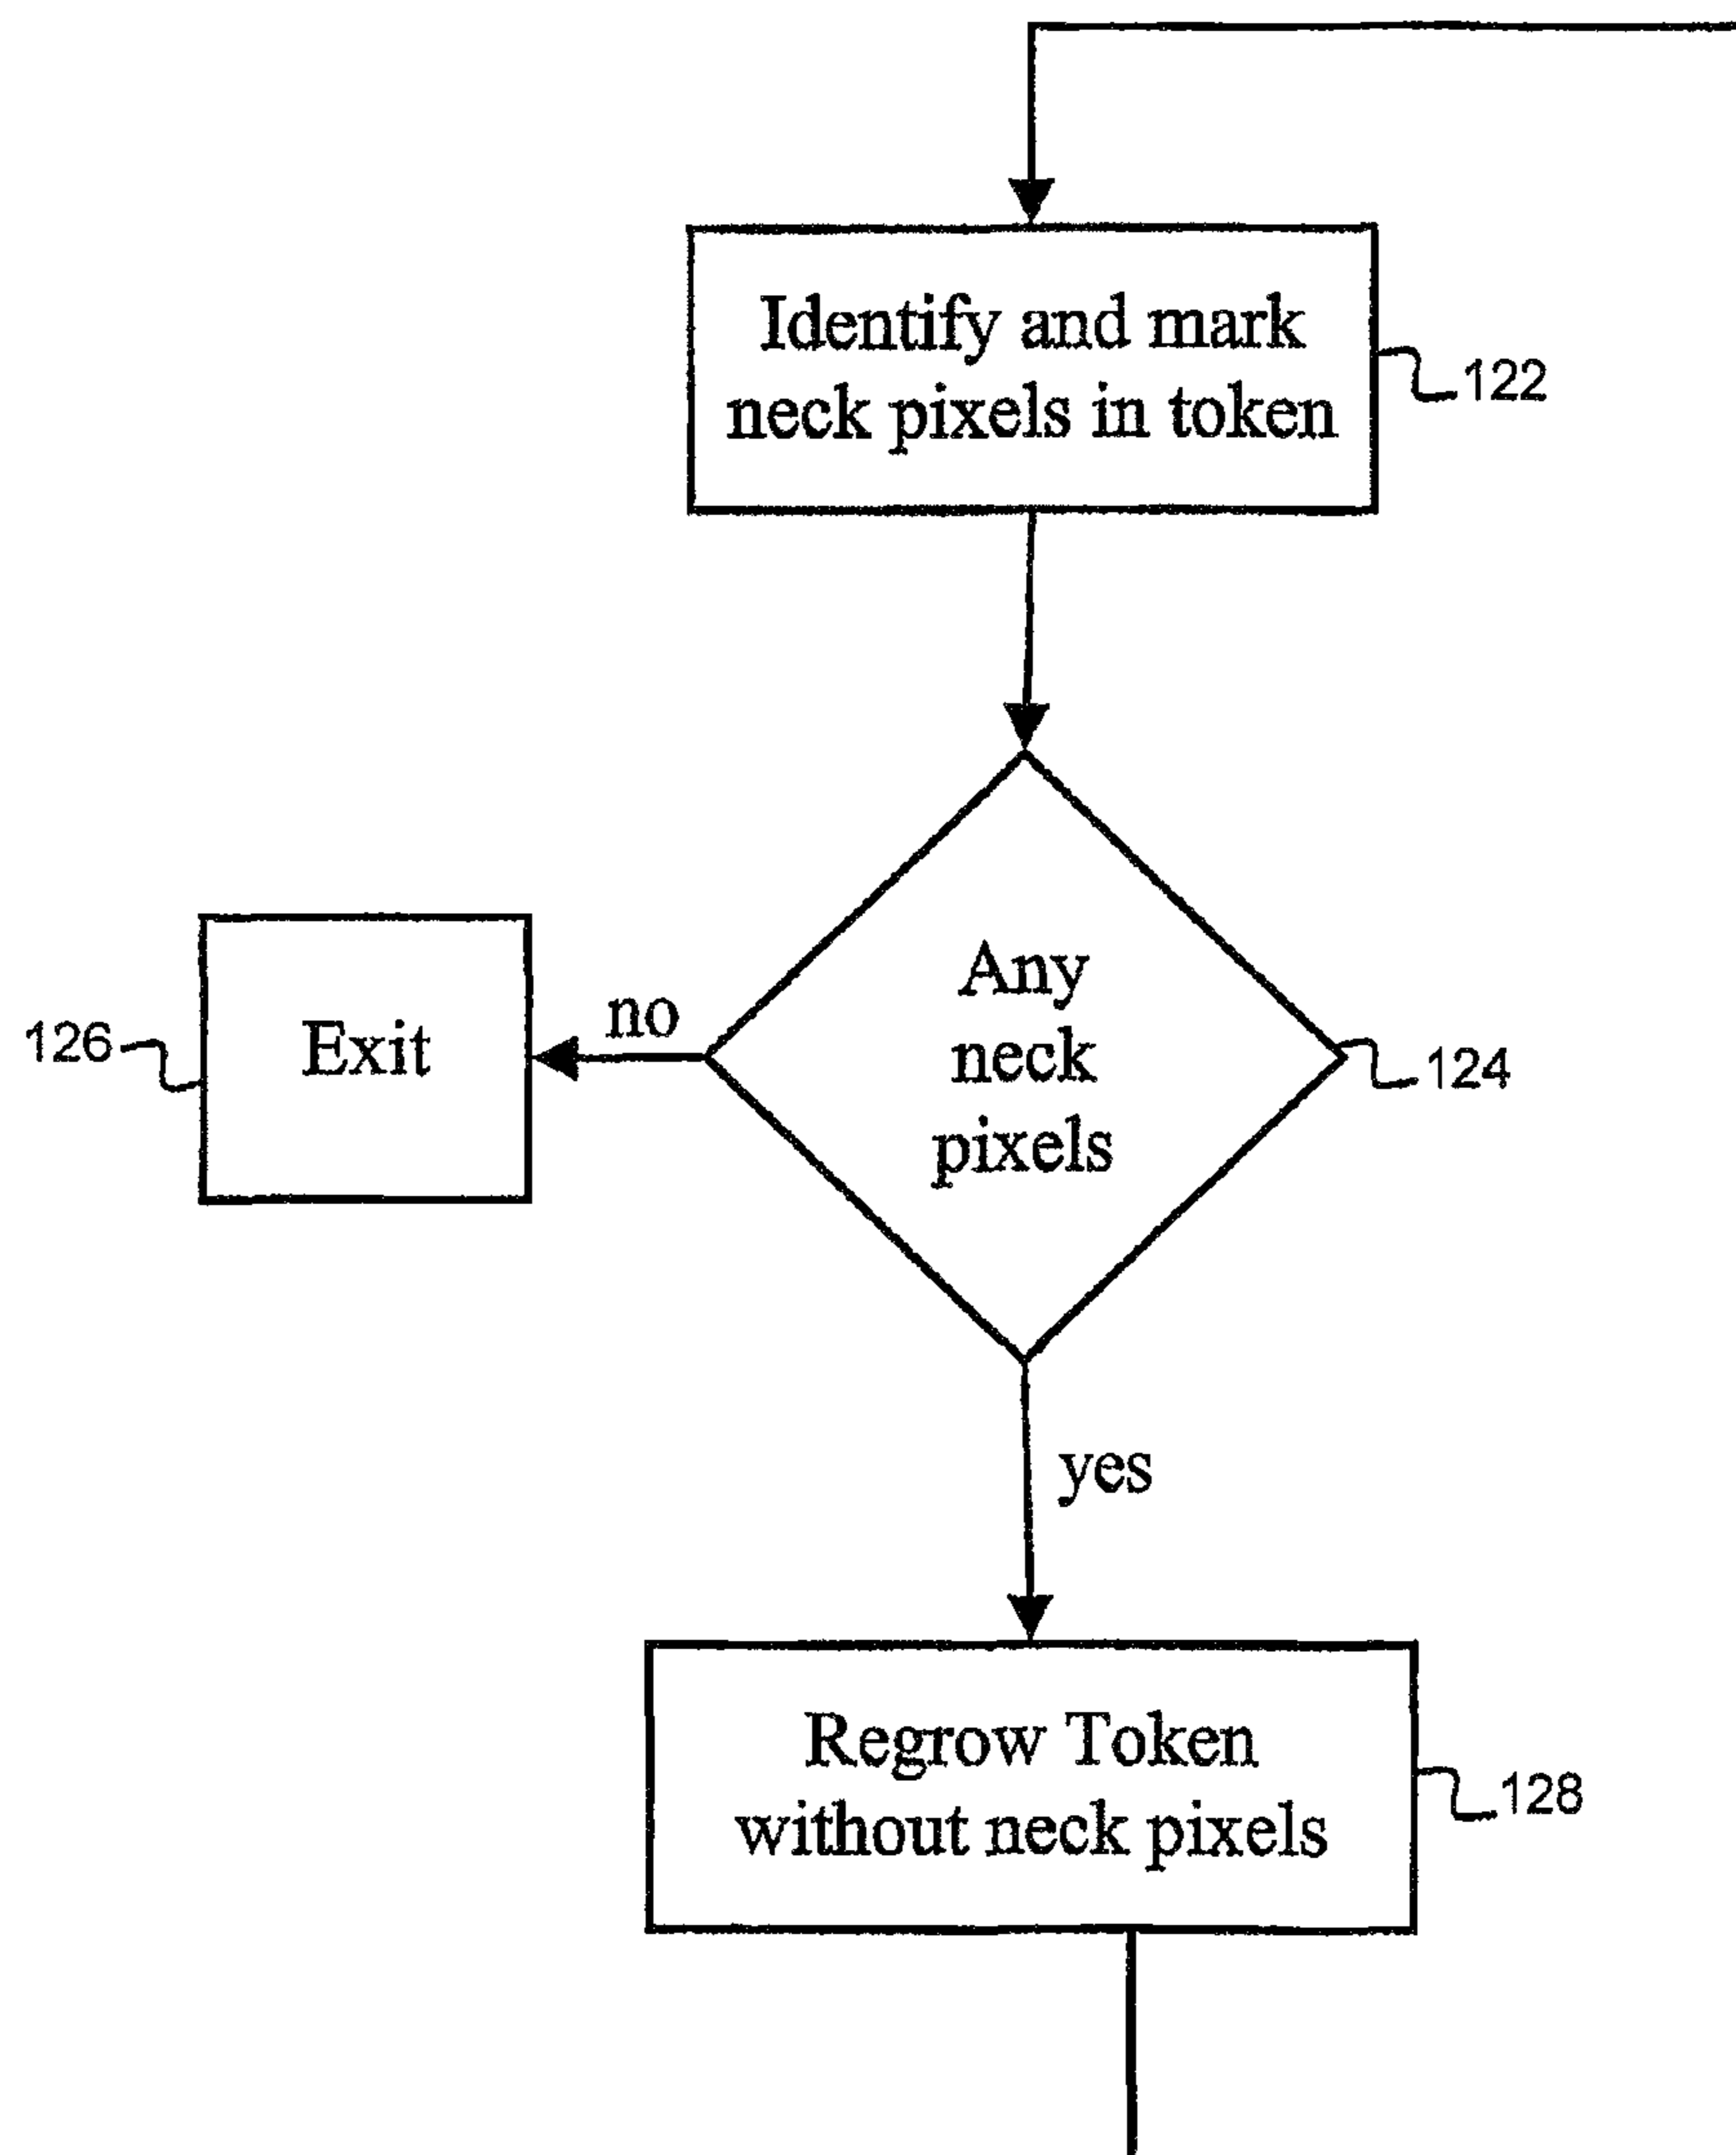 Identify and mark
neck pixels in token
122
Any
neck
pixels
124
no
Exit
126
yes
Regrow Token
without neck pixels
128